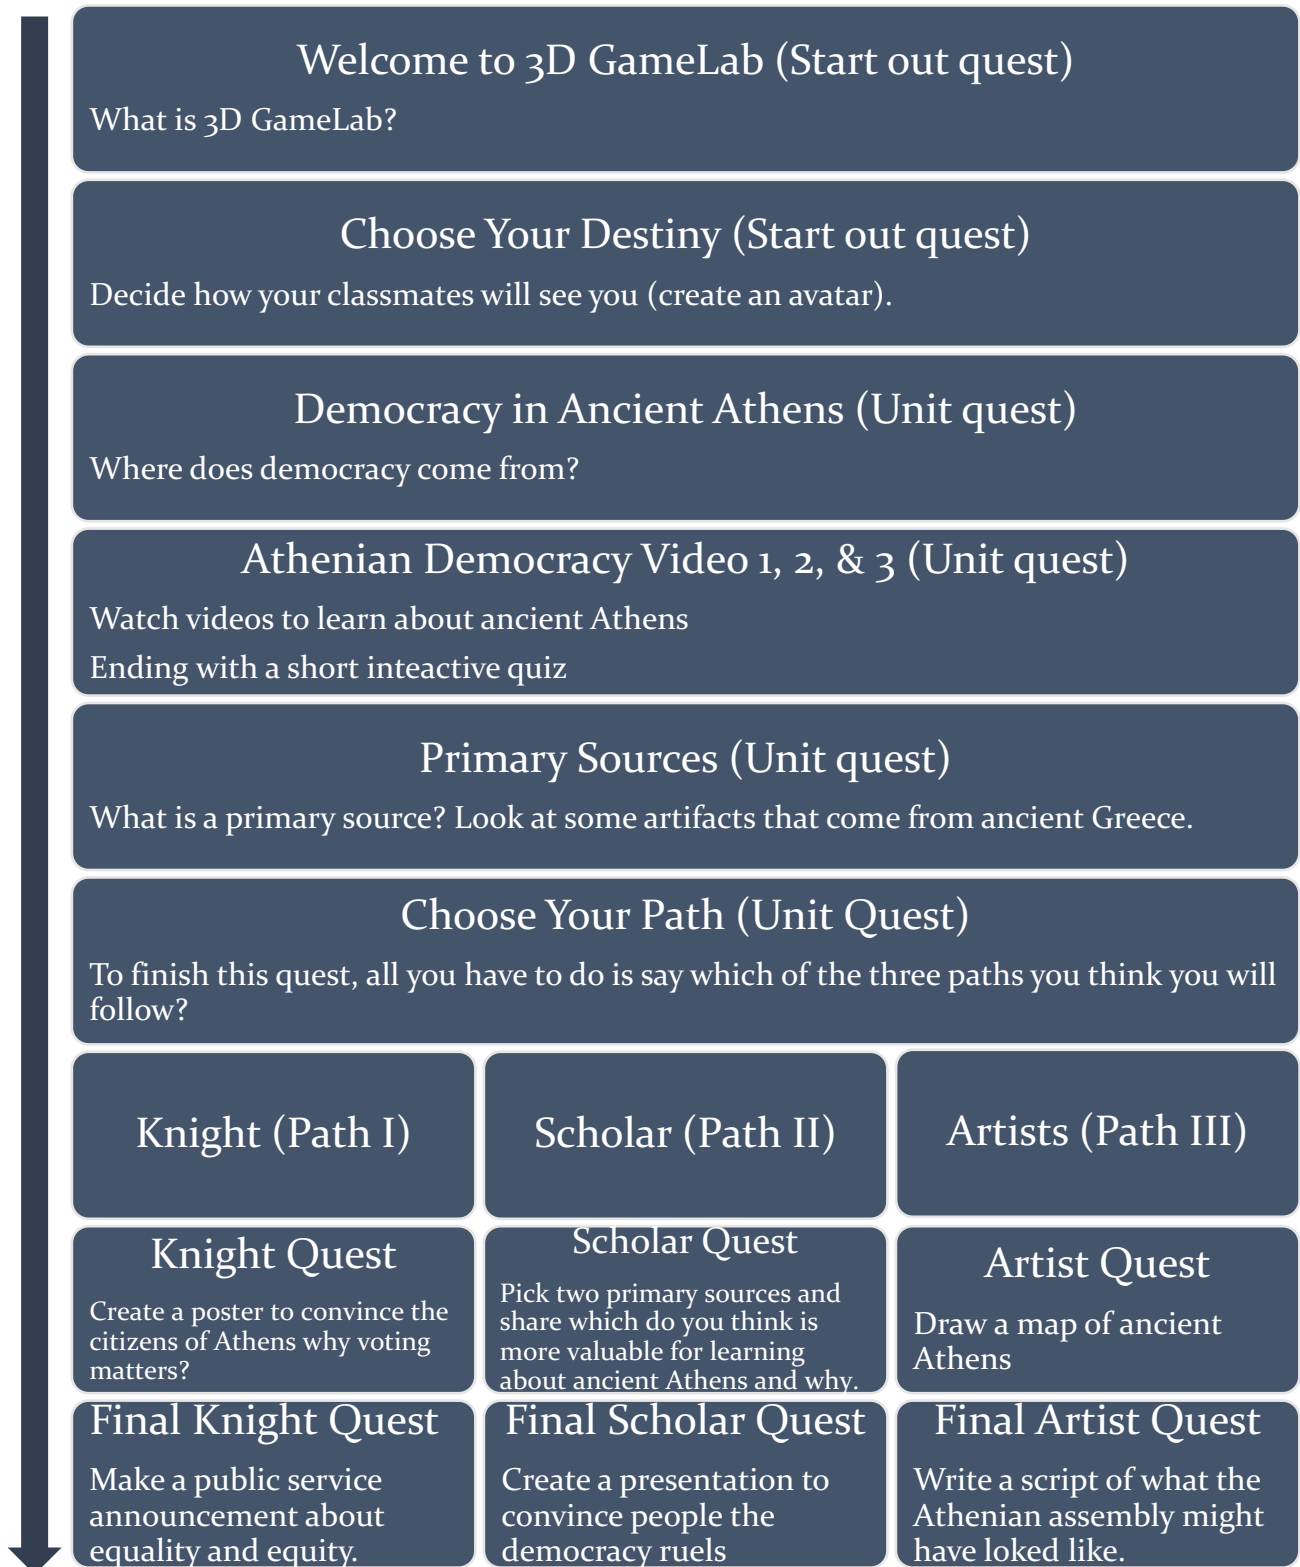 Welcome to 3D GameLab (Start out quest)
What is 3D GameLab?
Choose Your Destiny (Start out quest)
Decide how your classmates will see you (create an avatar).
Democracy in Ancient Athens (Unit quest)
Where does democracy come from?
Athenian Democracy Video 1, 2, & 3 (Unit quest)
Watch videos to learn about ancient Athens
Ending with a short inteactive quiz
Primary Sources (Unit quest)
What is a primary source? Look at some artifacts that come from ancient Greece.
Choose Your Path (Unit Quest)
To finish this quest, all you have to do is say which of the three paths you think you will
follow?
Knight (Path I)
Scholar (Path II)
Artists (Path III)
Knight Quest
Create a poster to convince the
citizens of Athens why voting
matters?
Scholar Quest
Pick two primary sources and
share which do you think is
more valuable for learning
about ancient Athens and why.
Artist Quest
Draw a map of ancient
Athens
Final Knight Quest
Make a public service
announcement about
equality and equity.
Final Scholar Quest
Create a presentation to
convince people the
democracy ruels
Final Artist Quest
Write a script of what the
Athenian assembly might
have loked like.